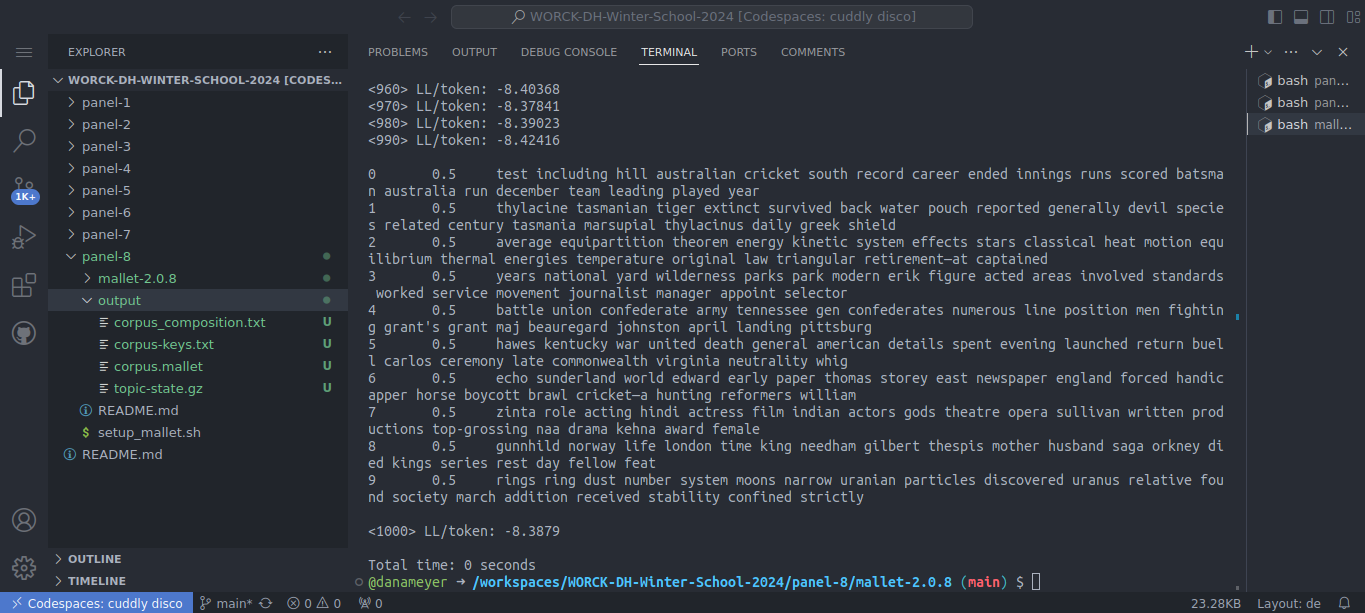 WORCK-DH-Winter-School-2024 [Codespaces: cuddly disco]
EXPLORER
WORCK-DH-WINTER-SCHOOL-2024 [CODES...
panel-1
panel-2
panel-3
panel-4
panel-5
panel-6
panel-7
panel-8
mallet-2.0.8
output
corpus_composition.txt U
corpus-keys.txt U
corpus.mallet U
topic-state.gz U
README.md
$ setup_mallet.sh
README.md
OUTLINE
TIMELINE
1K+
PROBLEMS OUTPUT DEBUG CONSOLE TERMINAL PORTS COMMENTS
<960> LL/token: -8.40368
<970> LL/token: -8.37841
<980> LL/token: -8.39023
<990> LL/token: -8.42416
0 0.5 test including hill australian cricket south record career ended innings runs scored batsma
n australia run december team leading played year
1 0.5 thylacine tasmanian tiger extinct survived back water pouch reported generally devil specie
s related century tasmania marsupial thylacinus daily greek shield
2 0.5 average equipartition theorem energy kinetic system effects stars classical heat motion equ
ilibrium thermal energies temperature original law triangular retirement—at captained
3 0.5 years national yard wilderness parks park modern erik figure acted areas involved standards
worked service movement journalist manager appoint selector
4 0.5 battle union confederate army tennessee gen confederates numerous line position men fightin
g grant's grant maj beauregard johnston april landing pittsburg
5 0.5 hawes kentucky war united death general american details spent evening launched return buel
l carlos ceremony late commonwealth virginia neutrality whig
6 0.5 echo sunderland world edward early paper thomas storey east newspaper england forced handic
apper horse boycott brawl cricket—a hunting reformers william
7 0.5 zinta role acting hindi actress film indian actors gods theatre opera sullivan written prod
uctions top-grossing naa drama kehna award female
8 0.5 gunnhild norway life london time king needham gilbert thespis mother husband saga orkney di
ed kings series rest day fellow feat
9 0.5 rings ring dust number system moons narrow uranian particles discovered uranus relative fou
nd society march addition received stability confined strictly
<1000> LL/token: -8.3879
Total time: 0 seconds
@danameyer ➜ /workspaces/WORCK-DH-Winter-School-2024/panel-8/mallet-2.0.8 (main) $
bash pan...
bash pan...
bash mall...
Codespaces: cuddly disco main* 0 0 0 23.28KB Layout: de